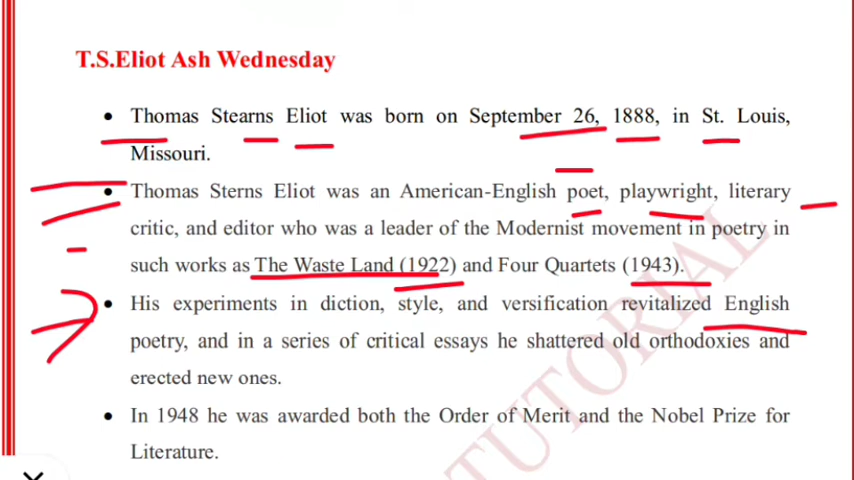 T.S.Eliot Ash Wednesday
• Thomas Stearns Eliot was born on September 26, 1888, in St. Louis,
Missouri.
• Thomas Sterns Eliot was an American-English poet, playwright, literary
critic, and editor who was a leader of the Modernist movement in poetry in
such works as The Waste Land (1922) and Four Quartets (1943).
• His experiments in diction, style, and versification revitalized English
poetry, and in a series of critical essays he shattered old orthodoxies and
erected new ones.
• In 1948 he was awarded both the Order of Merit and the Nobel Prize for
Literature.
TUTORIAL